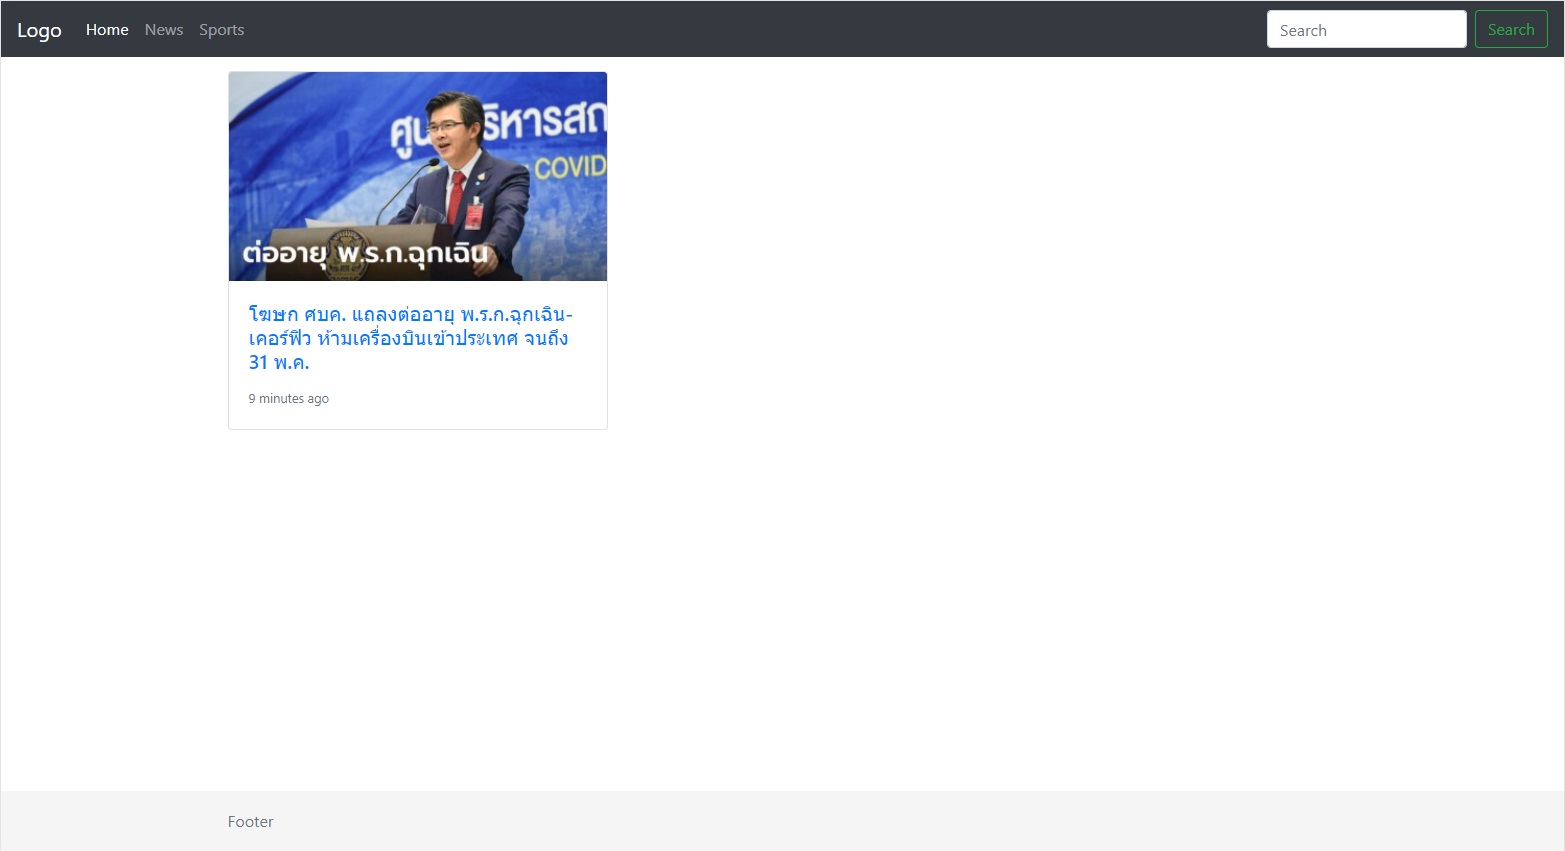 Logo Home News Sports Search Search
ศู ริหารสถ
COVID
ต่ออายุ พ.ร.ก.ฉุกเฉิน
โฆษก ศบค. แถลงต่ออายุ พ.ร.ก.ฉุกเฉิน-
เคอร์ฟิว ห้ามเครื่องบินเข้าประเทศ จนถึง
31 พ.ค.
9 minutes ago
Footer